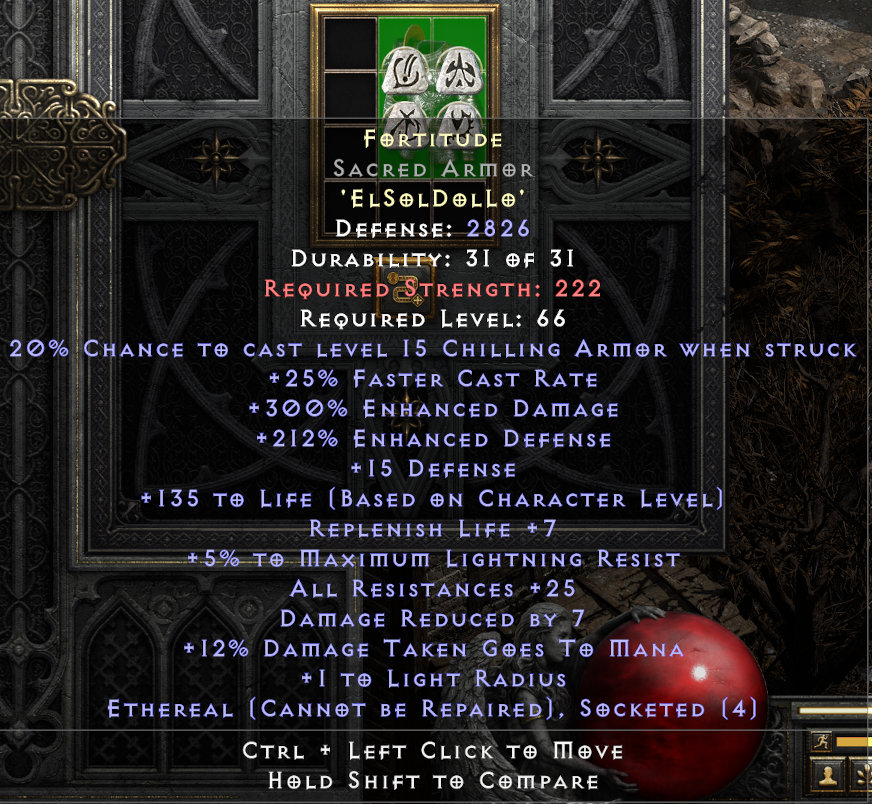 Fortitude
Sacred Armor
'ElSolDolLo'
Defense: 2826
Durability: 31 of 31
Required Strength: 222
Required Level: 66
20% Chance to cast level 15 Chilling Armor when struck
+25% Faster Cast Rate
+300% Enhanced Damage
+212% Enhanced Defense
+15 Defense
+135 to Life (Based on Character Level)
Replenish Life +7
+5% to Maximum Lightning Resist
All Resistances +25
Damage Reduced by 7
+12% Damage Taken Goes To Mana
+1 to Light Radius
Ethereal (Cannot be Repaired), Socketed (4)
Ctrl + Left Click to Move
Hold Shift to Compare